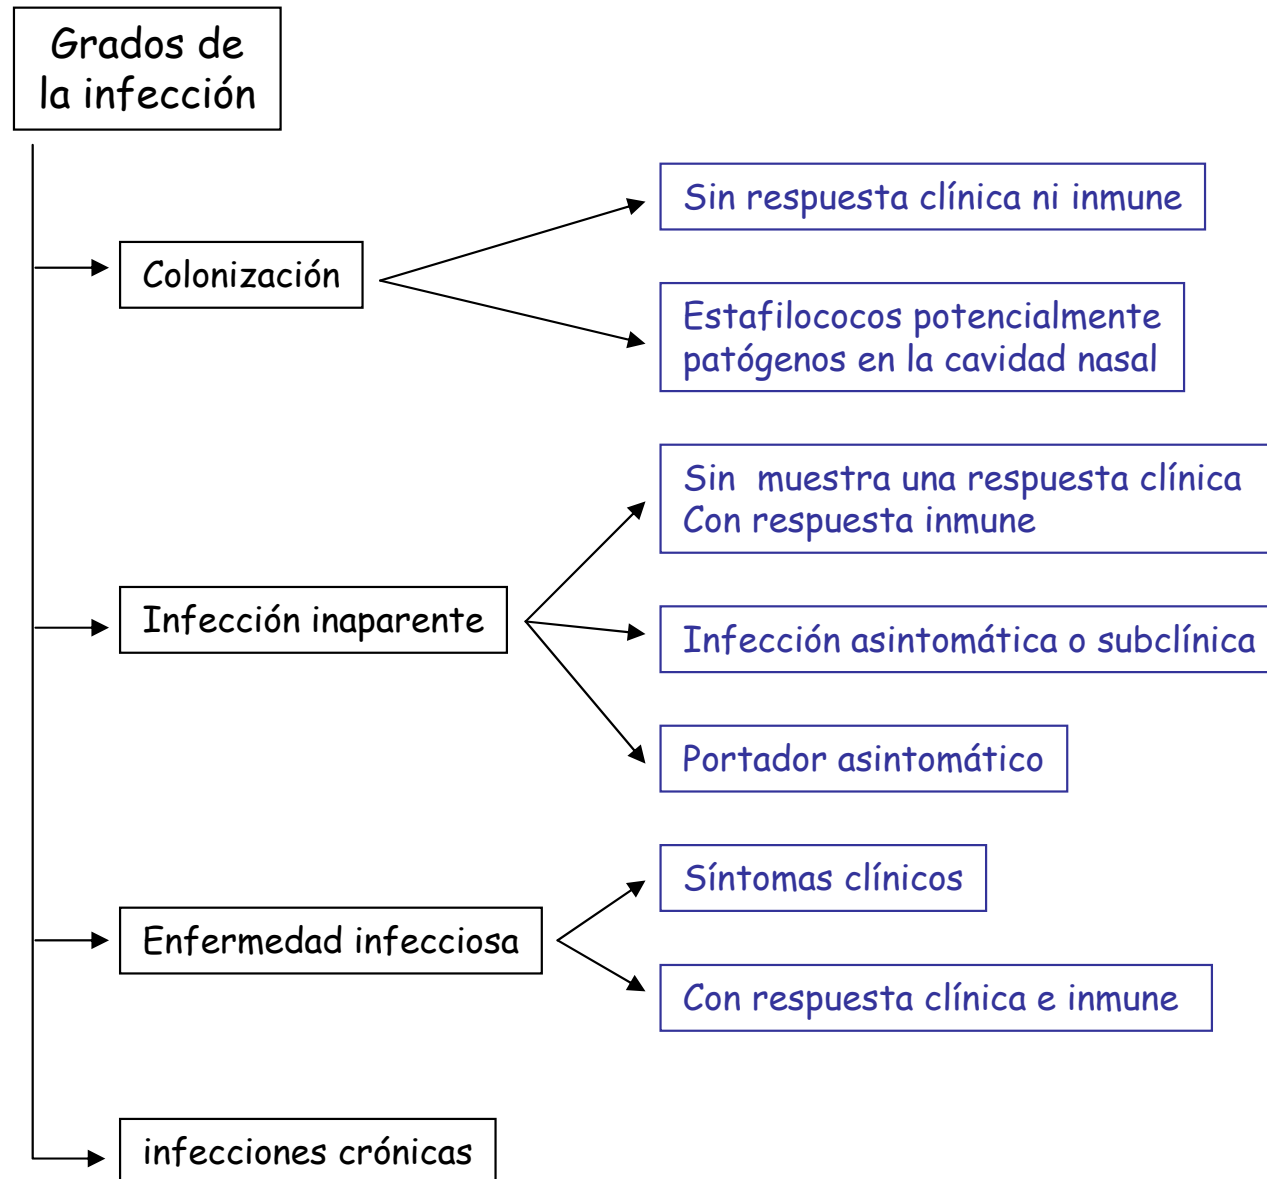 Grados de
la infección
Colonización
Sin respuesta clínica ni inmune
Estafilococos potencialmente
patógenos en la cavidad nasal
Infección inaparente
Sin  muestra una respuesta clínica
Con respuesta inmune
Infección asintomática o subclínica
Portador asintomático
Enfermedad infecciosa
Síntomas clínicos
Con respuesta clínica e inmune
infecciones crónicas